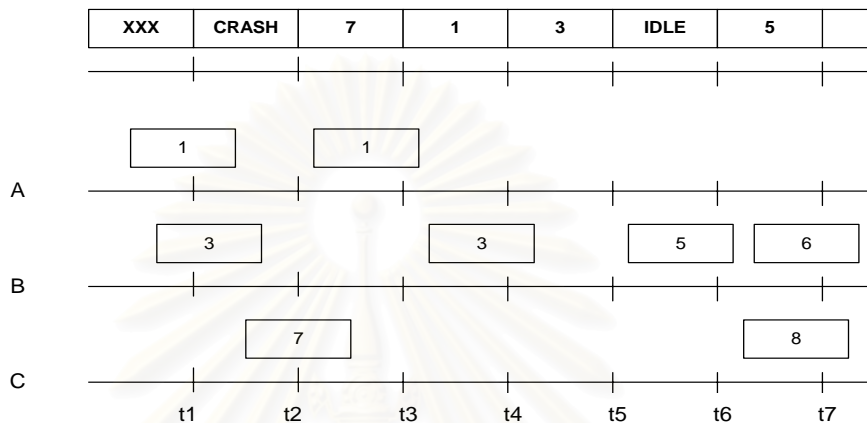 XXX CRASH 7 1 3 IDLE 5
1 1
A
3 3 5 6
B
7 8
C
t1 t2 t3 t4 t5 t6 t7